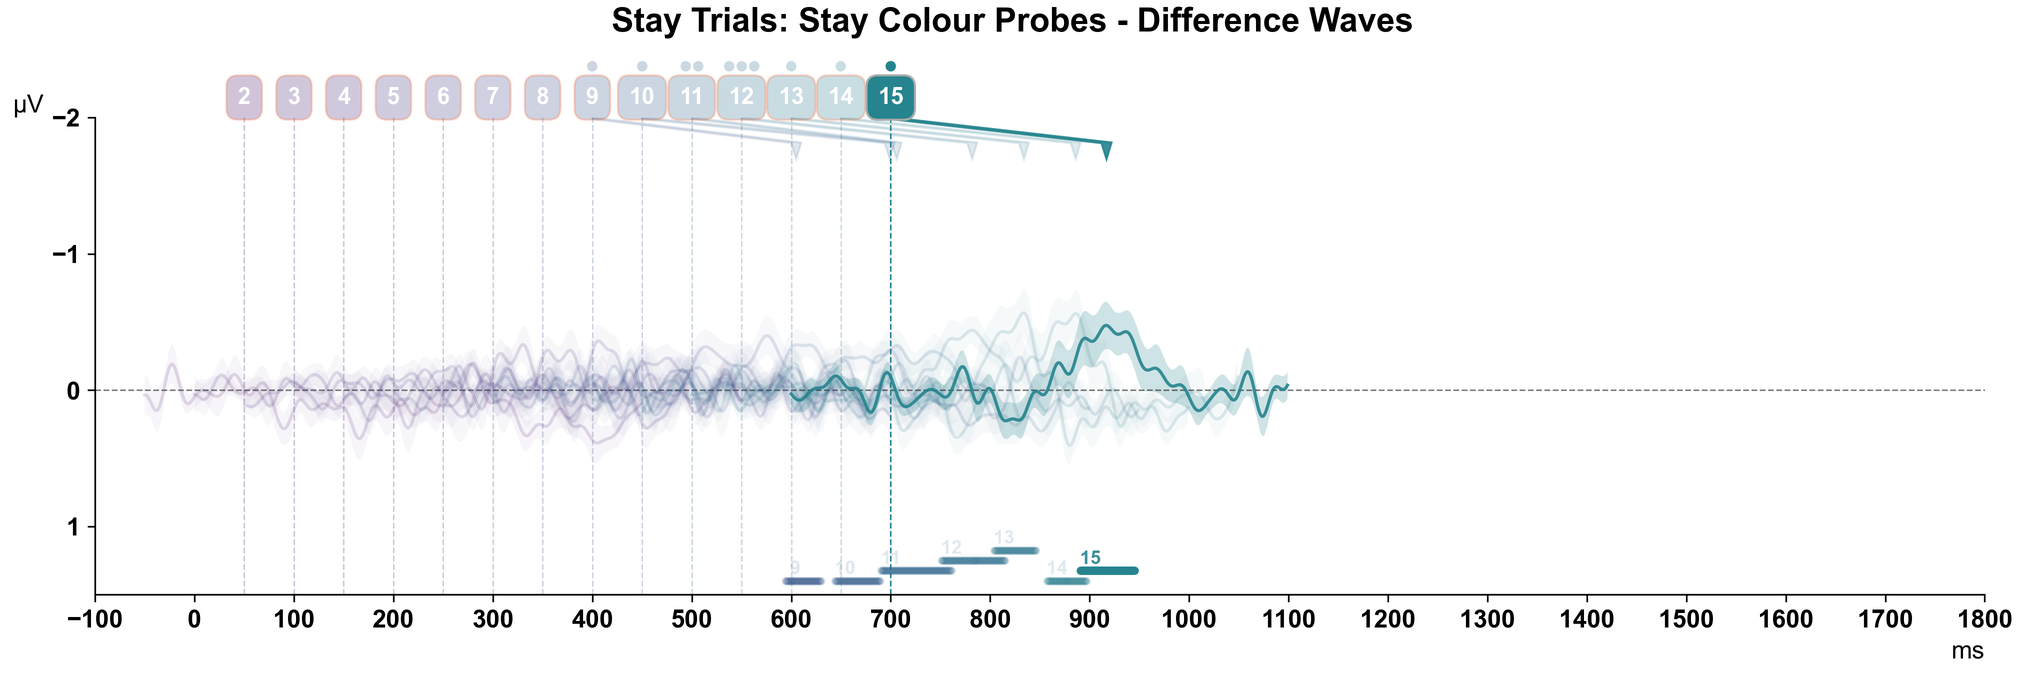 Stay Trials: Stay Colour Probes - Difference Waves
2 3 4 5 6 7 8 9 10 11 12 13 14 15
µV
−2
−1
0
1
13
12
11 15
9 10 14
−100 0 100 200 300 400 500 600 700 800 900 1000 1100 1200 1300 1400 1500 1600 1700 1800
ms